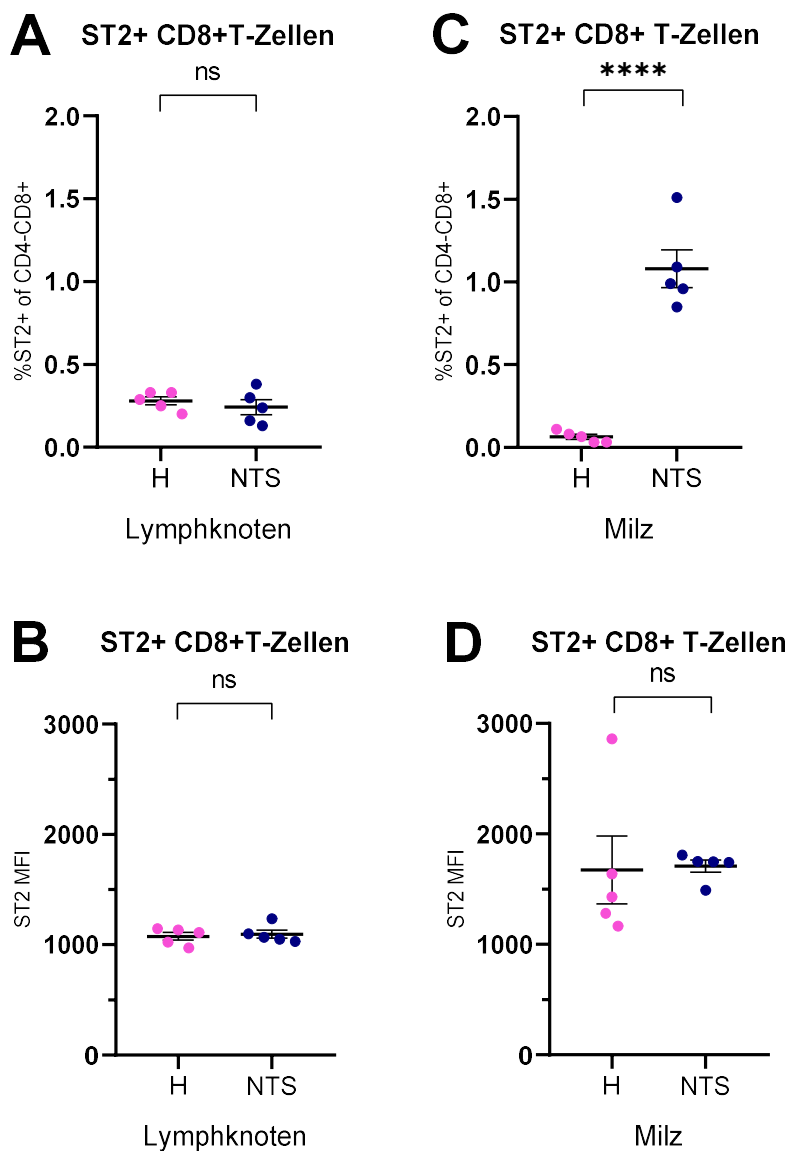 A
ST2+ CD8+T-Zellen
ns
2.0
1.5
1.0
0.5
0.0
%ST2+ of CD4-CD8+
H
NTS
Lymphknoten
C
ST2+ CD8+ T-Zellen
****
2.0
1.5
1.0
0.5
0.0
%ST2+ of CD4-CD8+
H
NTS
Milz
B
ST2+ CD8+T-Zellen
ns
3000
2000
1000
0
ST2 MFI
H
NTS
Lymphknoten
D
ST2+ CD8+ T-Zellen
ns
3000
2000
1000
0
ST2 MFI
H
NTS
Milz